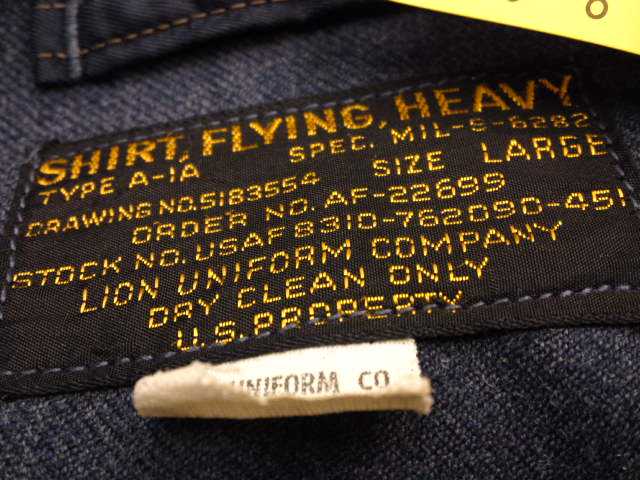 SHIRT, FLYING, HEAVY
TYPE A-1A SPEC. MIL-S-6282
DRAWING NO. 5183554 SIZE LARGE
ORDER NO. AF-22699
STOCK NO. USAF 8310-762090-451
LION UNIFORM COMPANY
DRY CLEAN ONLY
U.S. PROPERTY
UNIFORM CO